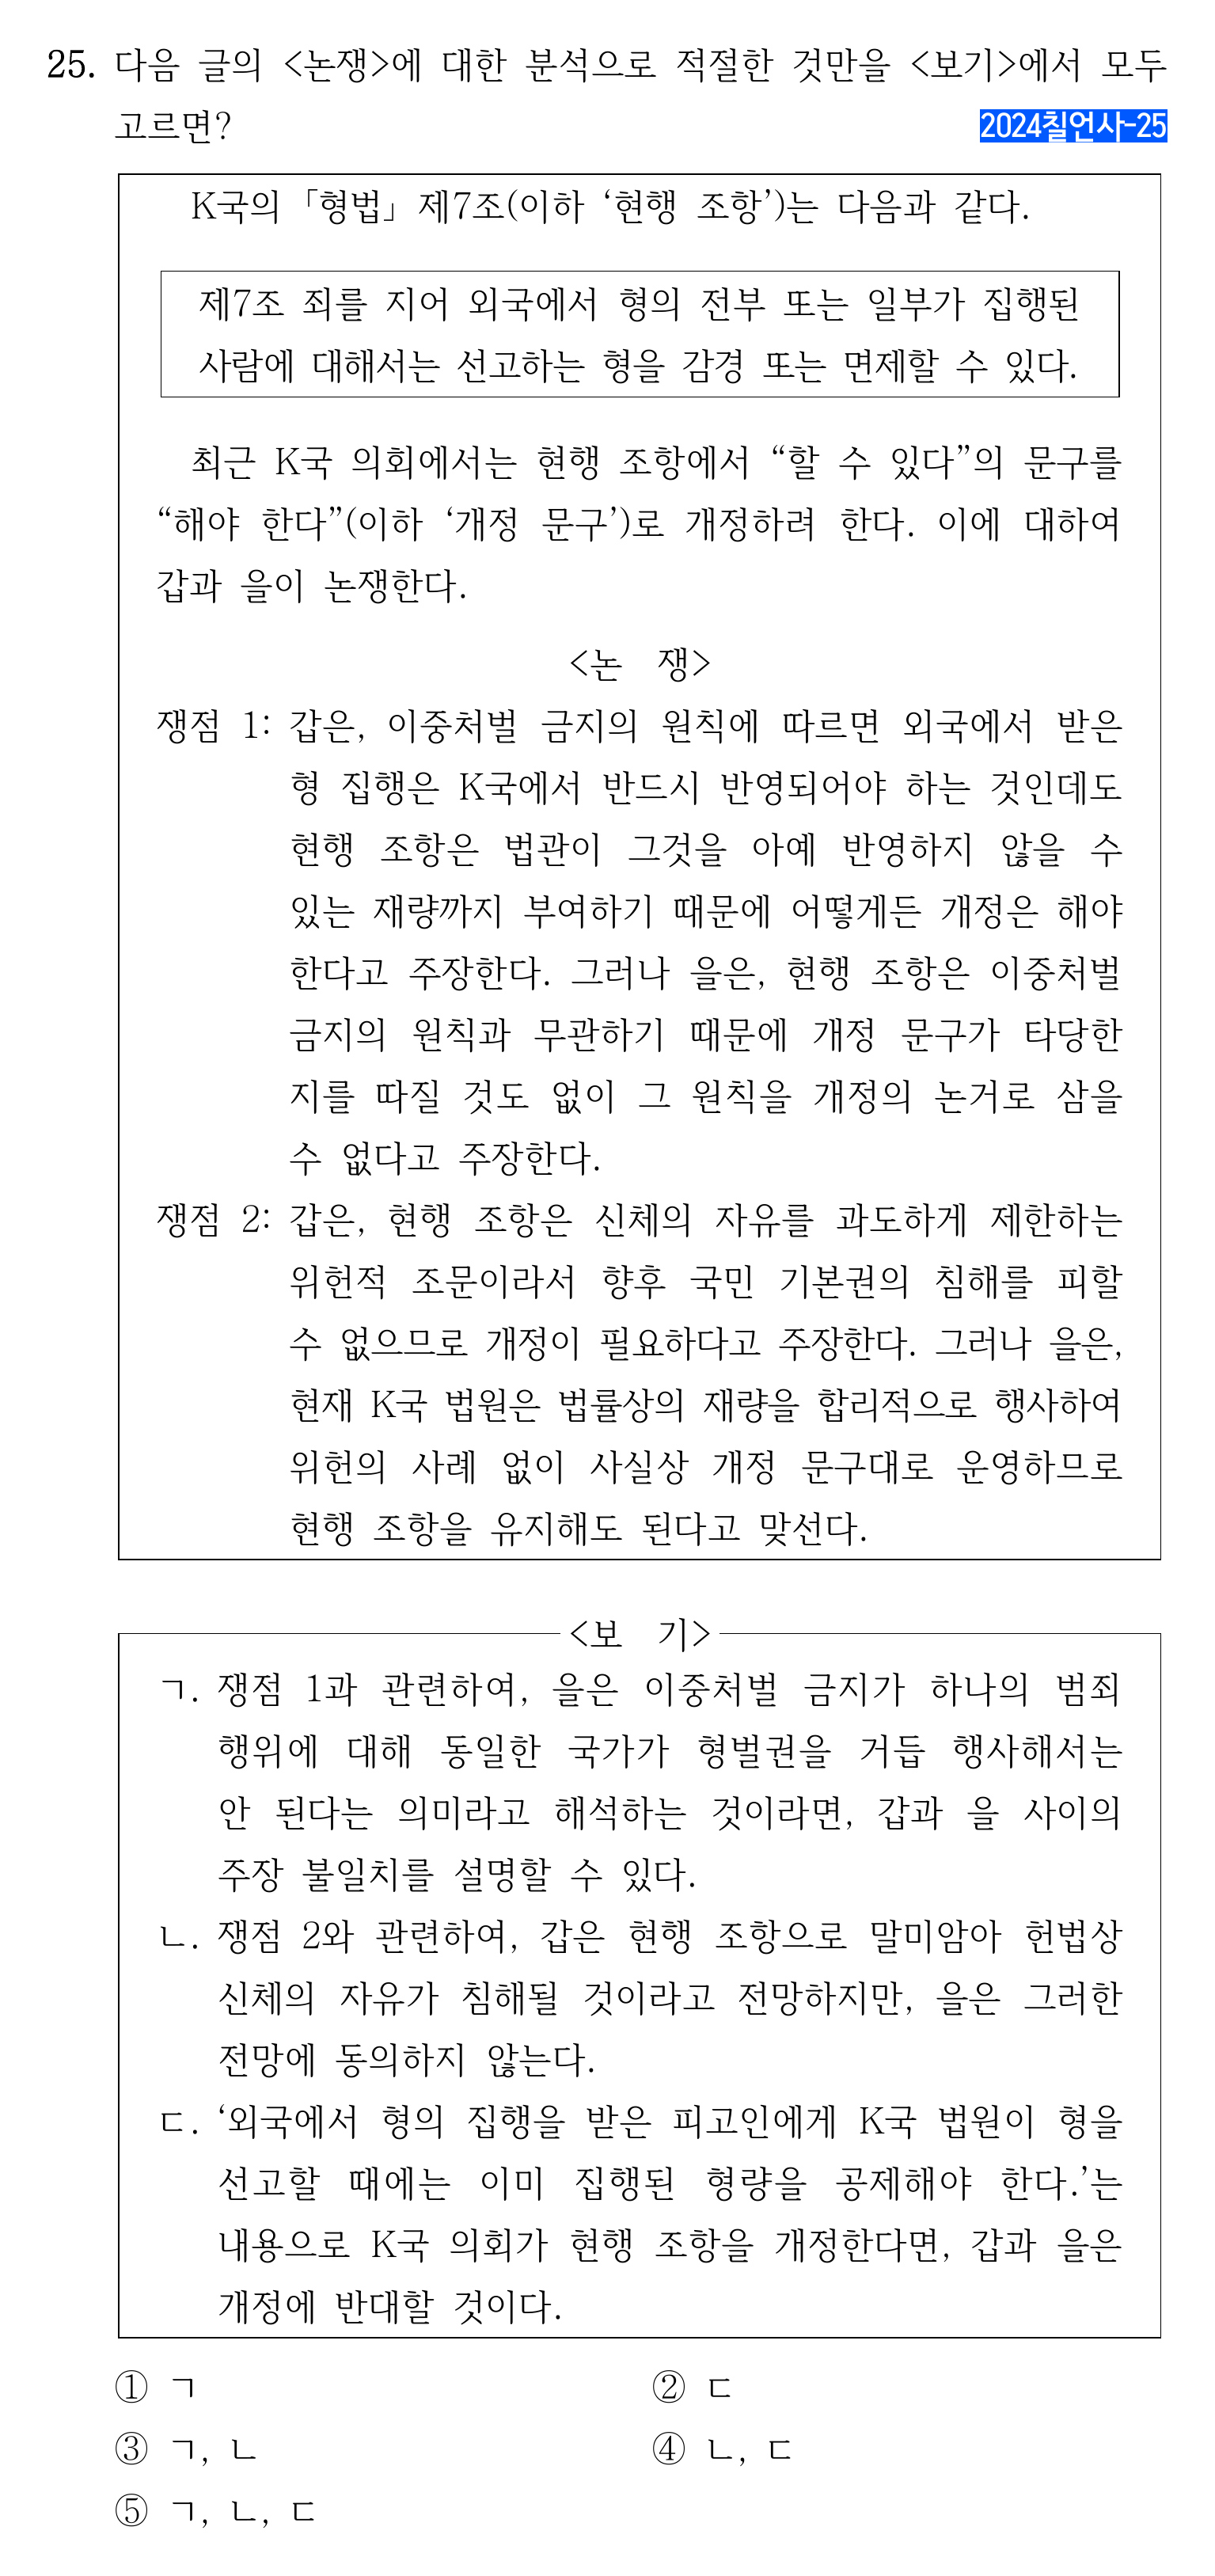 25. 다음 글의 <논쟁>에 대한 분석으로 적절한 것만을 <보기>에서 모두
고르면?
2024칠언사-25
K국의「형법」제7조(이하 ‘현행 조항’)는 다음과 같다.
제7조 죄를 지어 외국에서 형의 전부 또는 일부가 집행된
사람에 대해서는 선고하는 형을 감경 또는 면제할 수 있다.
최근 K국 의회에서는 현행 조항에서 “할 수 있다”의 문구를
“해야 한다”(이하 ‘개정 문구’)로 개정하려 한다. 이에 대하여
갑과 을이 논쟁한다.
<논 쟁>
쟁점 1: 갑은, 이중처벌 금지의 원칙에 따르면 외국에서 받은
형 집행은 K국에서 반드시 반영되어야 하는 것인데도
현행 조항은 법관이 그것을 아예 반영하지 않을 수
있는 재량까지 부여하기 때문에 어떻게든 개정은 해야
한다고 주장한다. 그러나 을은, 현행 조항은 이중처벌
금지의 원칙과 무관하기 때문에 개정 문구가 타당한
지를 따질 것도 없이 그 원칙을 개정의 논거로 삼을
수 없다고 주장한다.
쟁점 2: 갑은, 현행 조항은 신체의 자유를 과도하게 제한하는
위헌적 조문이라서 향후 국민 기본권의 침해를 피할
수 없으므로 개정이 필요하다고 주장한다. 그러나 을은,
현재 K국 법원은 법률상의 재량을 합리적으로 행사하여
위헌의 사례 없이 사실상 개정 문구대로 운영하므로
현행 조항을 유지해도 된다고 맞선다.
<보 기>
ㄱ. 쟁점 1과 관련하여, 을은 이중처벌 금지가 하나의 범죄
행위에 대해 동일한 국가가 형벌권을 거듭 행사해서는
안 된다는 의미라고 해석하는 것이라면, 갑과 을 사이의
주장 불일치를 설명할 수 있다.
ㄴ. 쟁점 2와 관련하여, 갑은 현행 조항으로 말미암아 헌법상
신체의 자유가 침해될 것이라고 전망하지만, 을은 그러한
전망에 동의하지 않는다.
ㄷ. ‘외국에서 형의 집행을 받은 피고인에게 K국 법원이 형을
선고할 때에는 이미 집행된 형량을 공제해야 한다.’는
내용으로 K국 의회가 현행 조항을 개정한다면, 갑과 을은
개정에 반대할 것이다.
① ㄱ
② ㄷ
③ ㄱ, ㄴ
④ ㄴ, ㄷ
⑤ ㄱ, ㄴ, ㄷ